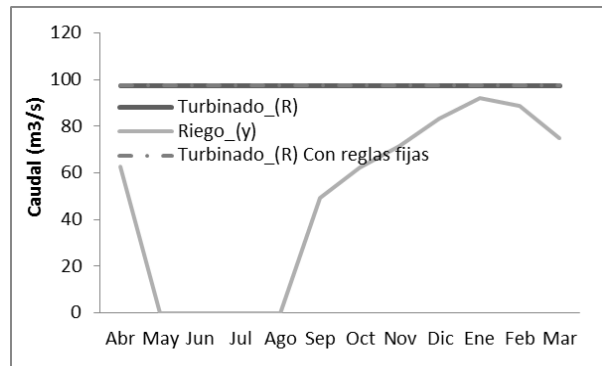 120
100
80
60
40
20
0
Caudal (m3/s)
Turbinado_(R)
Riego_(y)
Turbinado_(R) Con reglas fijas
Abr May Jun Jul Ago Sep Oct Nov Dic Ene Feb Mar